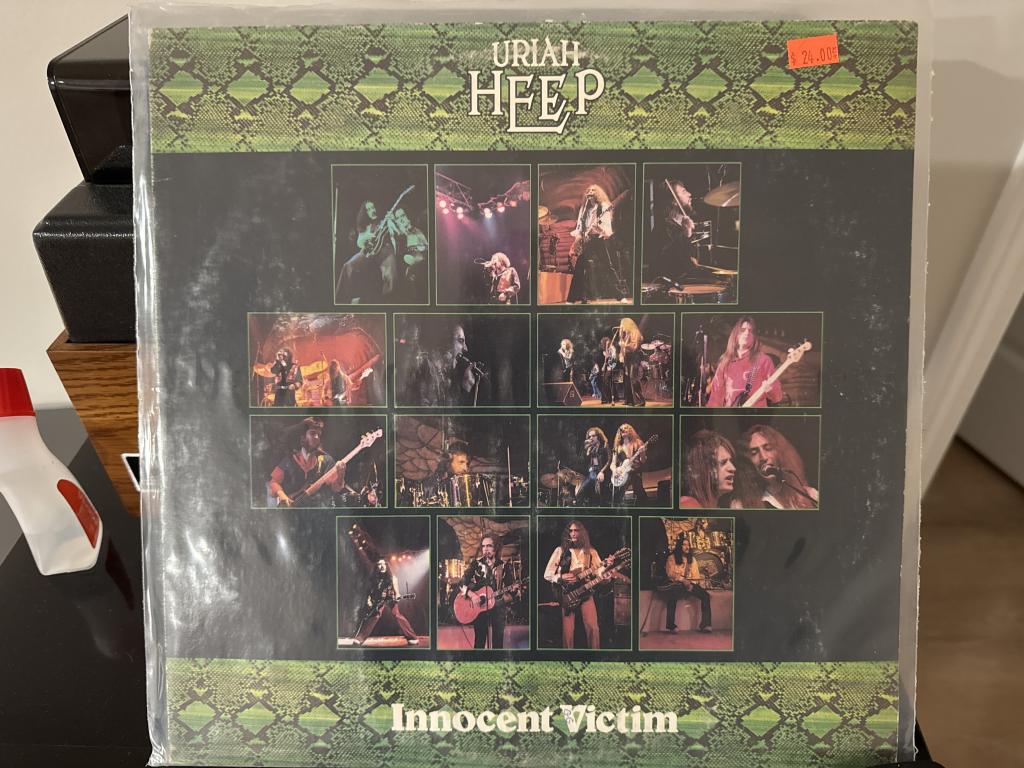 URIAH
HEEP
$ 24.00
Innocent Victim